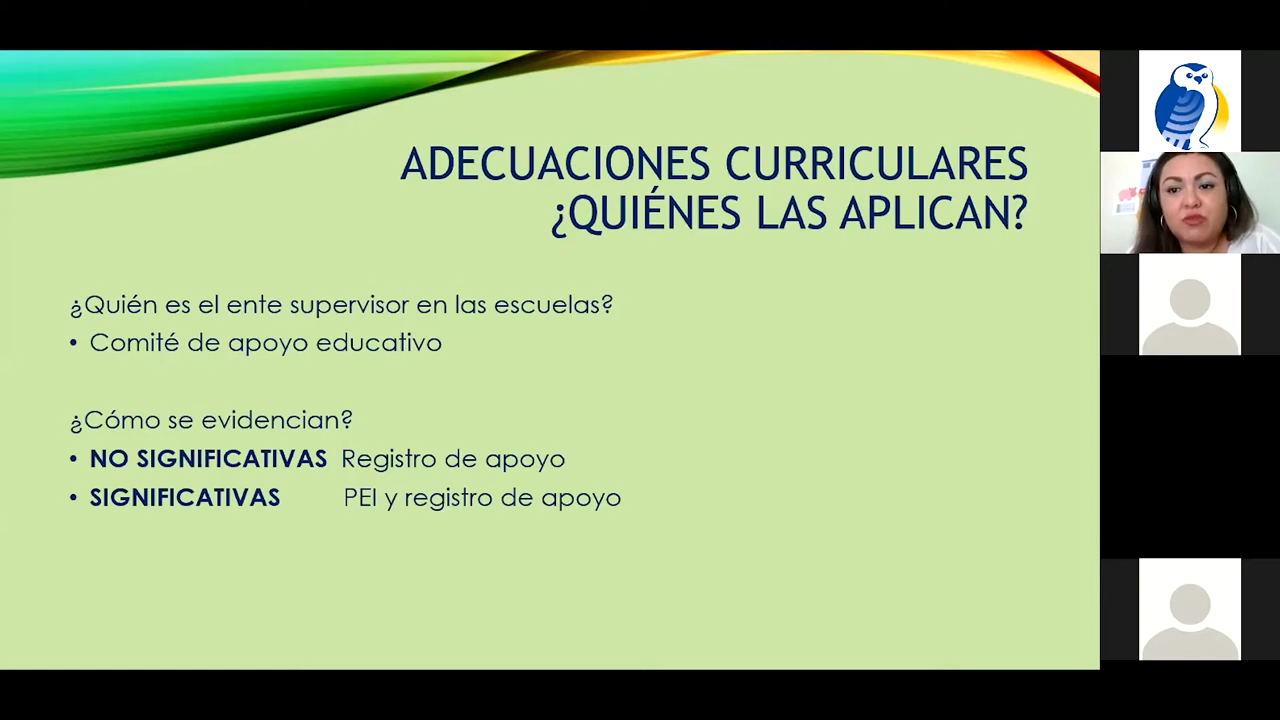 ADECUACIONES CURRICULARES
¿QUIÉNES LAS APLICAN?
¿Quién es el ente supervisor en las escuelas?
• Comité de apoyo educativo
¿Cómo se evidencian?
• NO SIGNIFICATIVAS Registro de apoyo
• SIGNIFICATIVAS PEI y registro de apoyo